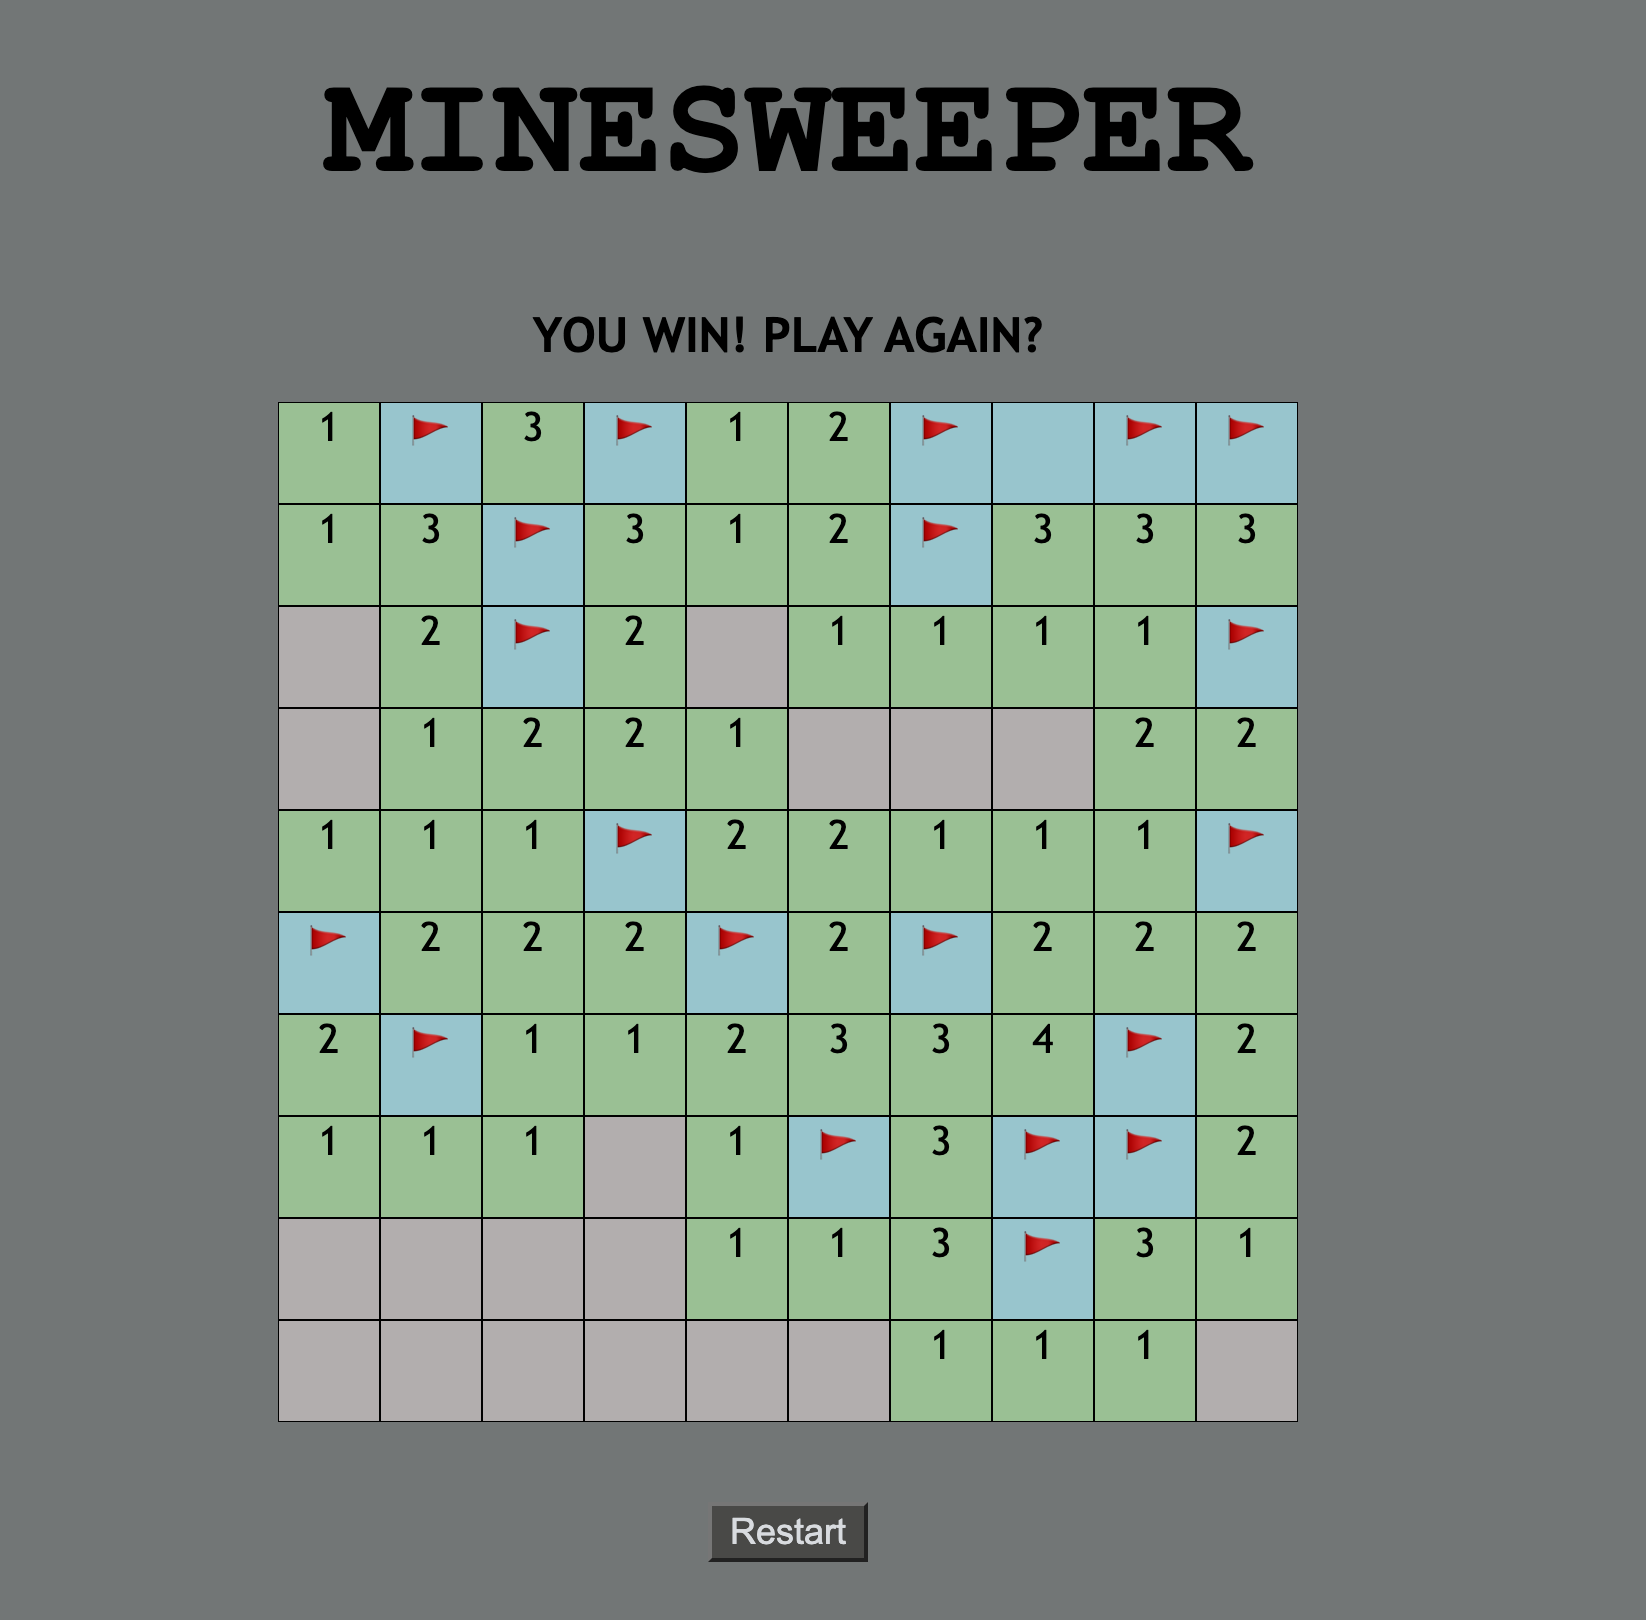 MINESWEEPER
YOU WIN! PLAY AGAIN?
1 3 1 2
1 3 3 1 2 3 3 3
2 2 1 1 1 1
1 2 2 1 2 2
1 1 1 2 2 1 1 1
2 2 2 2 2 2 2
2 1 1 2 3 3 4 2
1 1 1 1 3 2
1 1 3 3 1
1 1 1
Restart